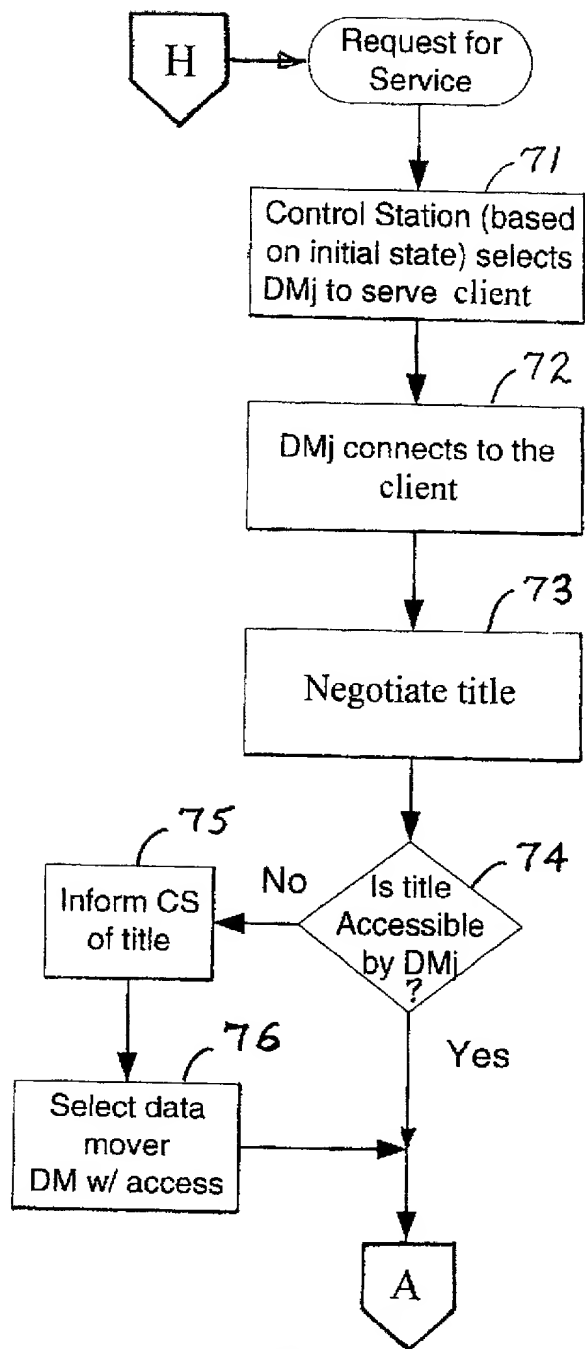 H
Request for
Service
71
Control Station (based
on initial state) selects
DMj to serve client
72
DMj connects to the
client
73
Negotiate title
74
Is title
Accessible
by DMj
?
No
Yes
75
Inform CS
of title
76
Select data
mover
DM w/ access
A